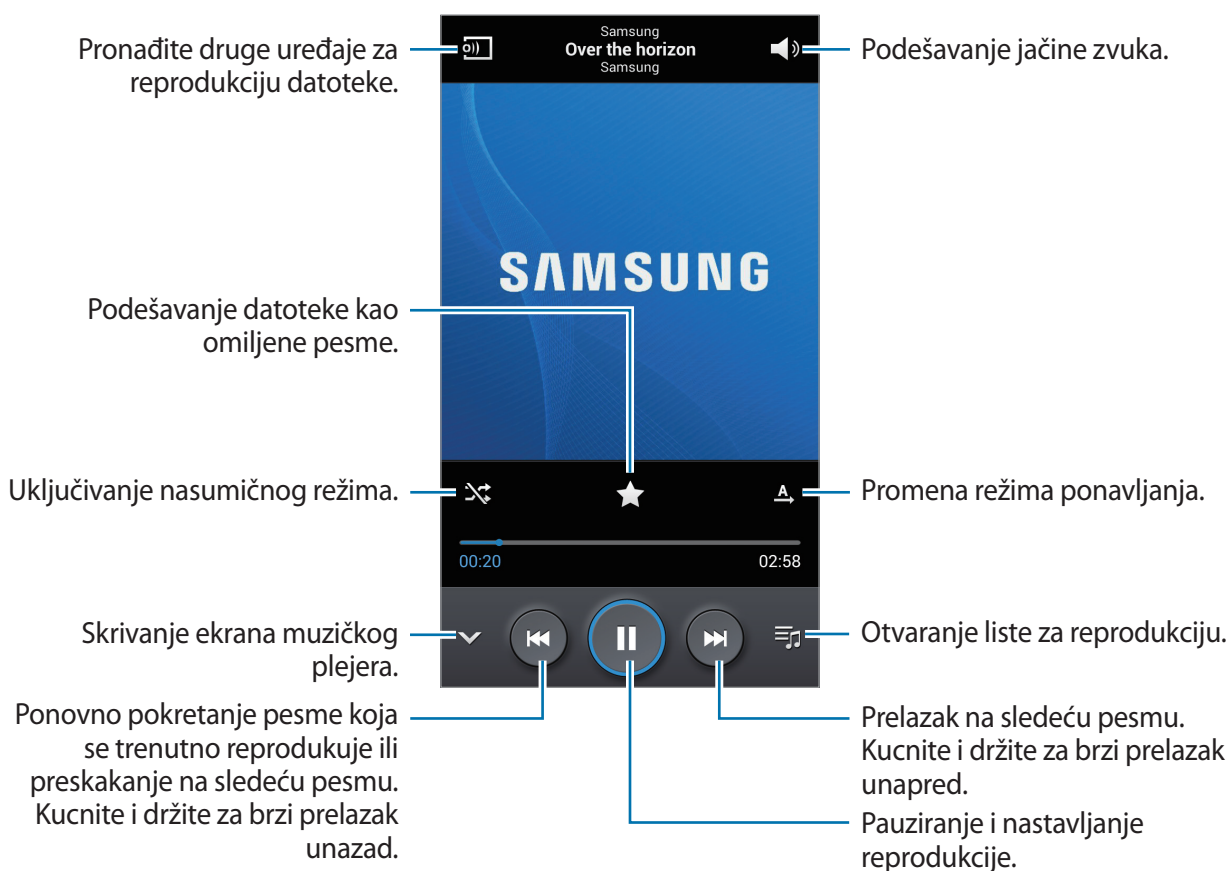 Pronađite druge uređaje za
reprodukciju datoteke.
Samsung
Over the horizon
Samsung
Podešavanje jačine zvuka.
SAMSUNG
Podešavanje datoteke kao
omiljene pesme.
Uključivanje nasumičnog režima.
A
Promena režima ponavljanja.
00:20
02:58
Skrivanje ekrana muzičkog
plejera.
Otvaranje liste za reprodukciju.
Ponovno pokretanje pesme koja
se trenutno reprodukuje ili
preskakanje na sledeću pesmu.
Kucnite i držite za brzi prelazak
unazad.
Prelazak na sledeću pesmu.
Kucnite i držite za brzi prelazak
unapred.
Pauziranje i nastavljanje
reprodukcije.